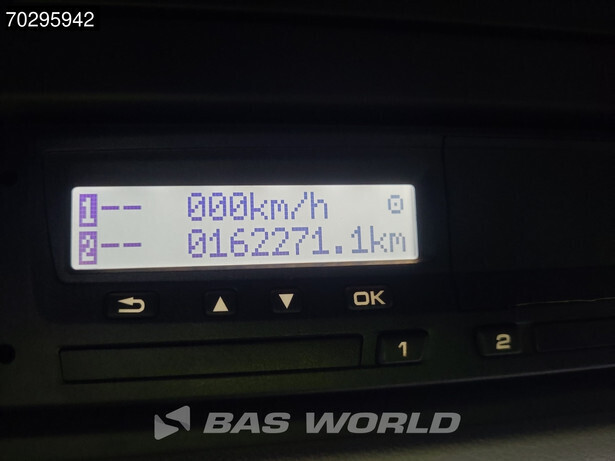 70295942
1-- 000km/h
2-- 0162271.1km
OK
1
2
BAS WORLD